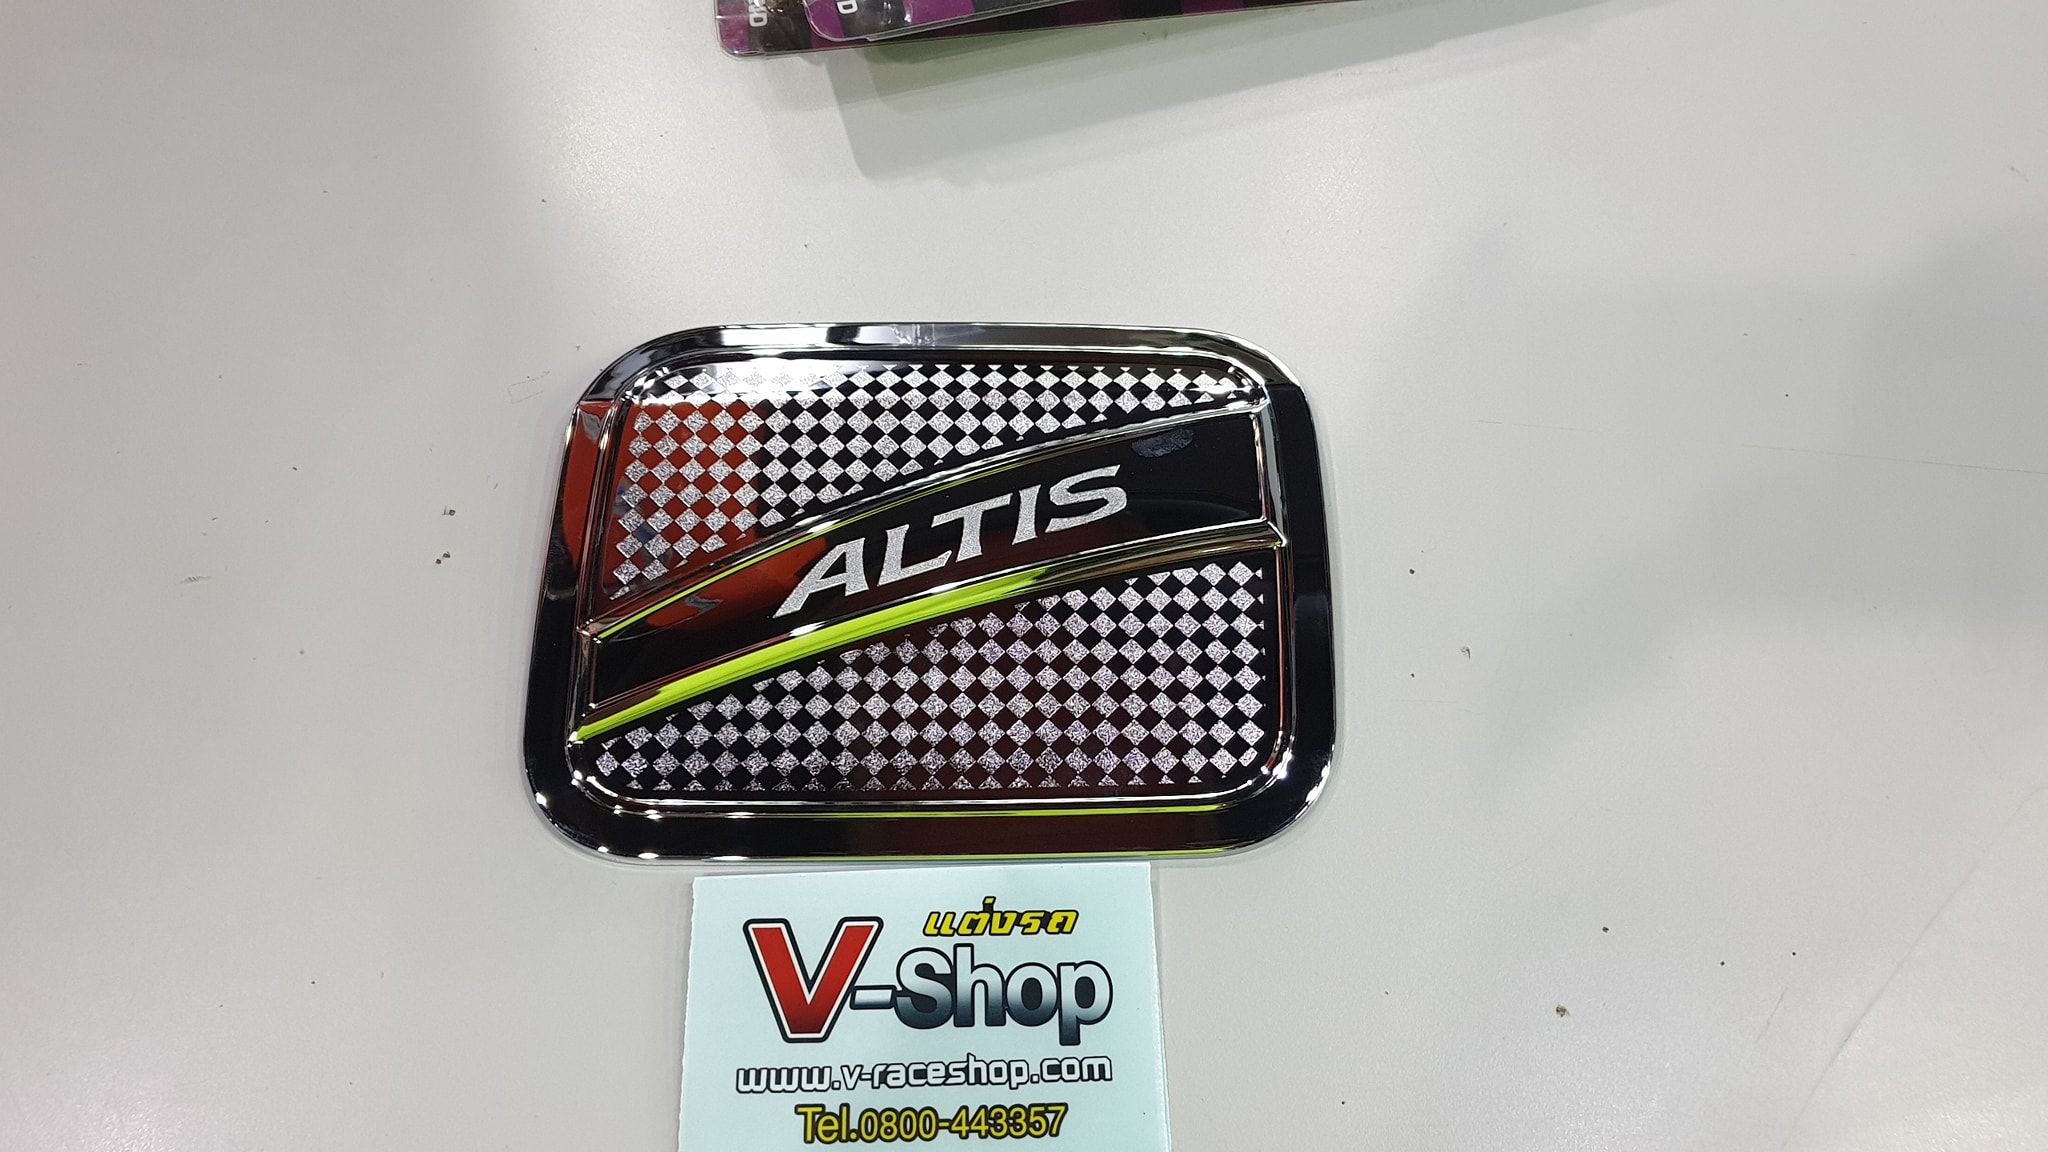 ALTIS
แต่งรถ
V-Shop
www.v-raceshop.com
Tel.0800-443357